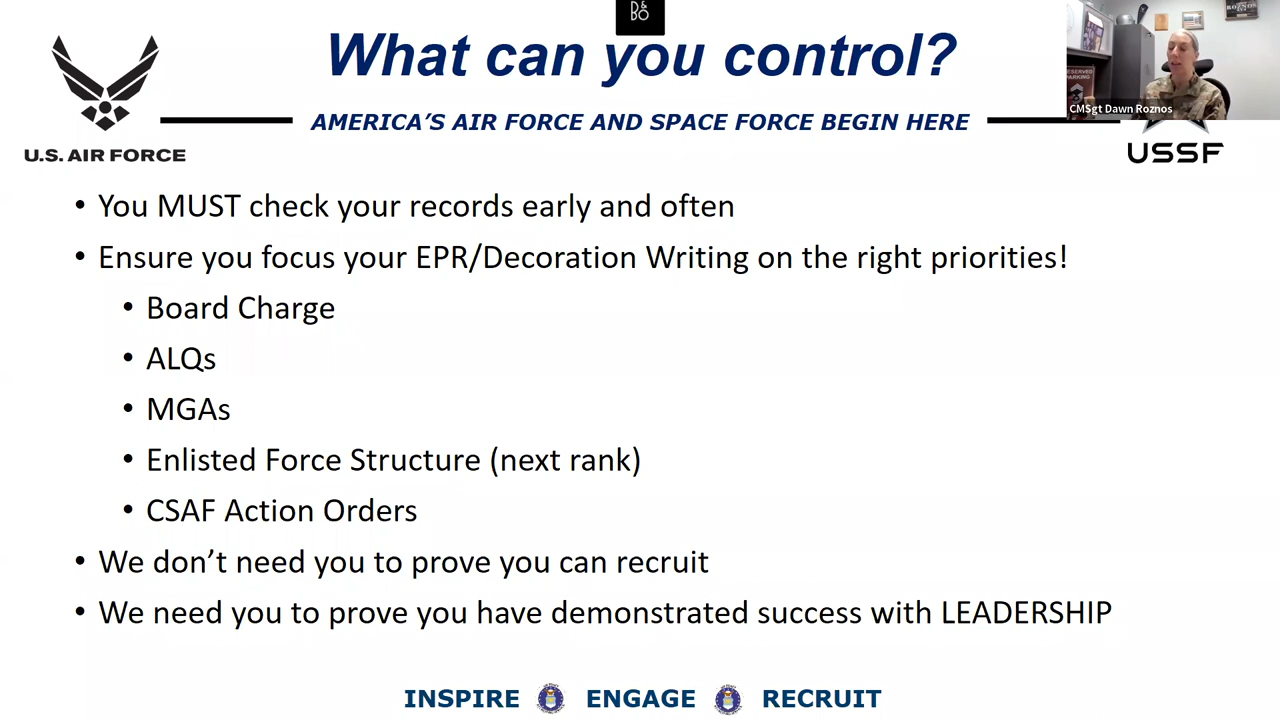 B&O
What can you control?
AMERICA'S AIR FORCE AND SPACE FORCE BEGIN HERE
U.S. AIR FORCE
ROZNOS
RESERVED
PARKING
CMSgt Dawn Roznos
USSF
• You MUST check your records early and often
• Ensure you focus your EPR/Decoration Writing on the right priorities!
• Board Charge
• ALQs
• MGAs
• Enlisted Force Structure (next rank)
• CSAF Action Orders
• We don't need you to prove you can recruit
• We need you to prove you have demonstrated success with LEADERSHIP
INSPIRE ENGAGE RECRUIT